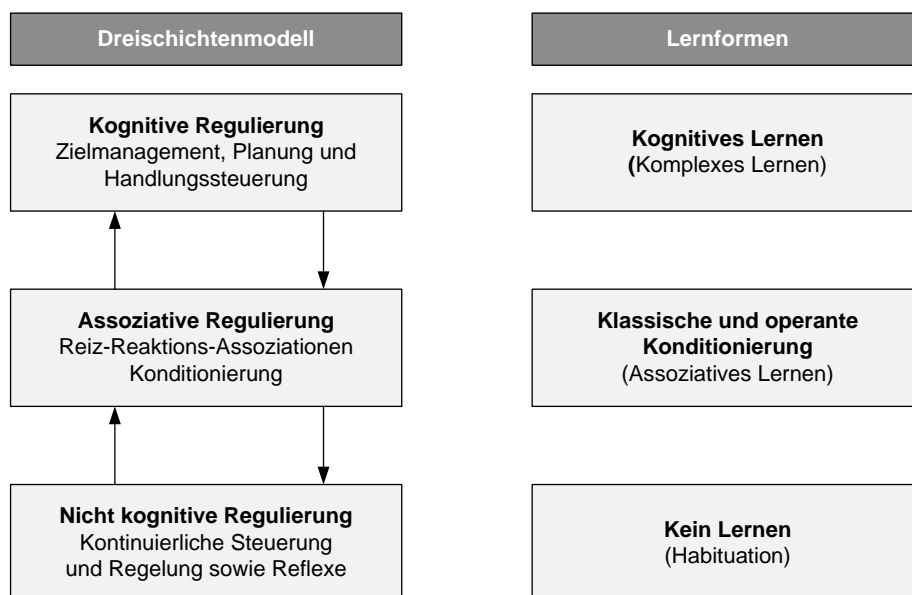 Dreischichtenmodell
Lernformen
Kognitive Regulierung
Zielmanagement, Planung und
Handlungssteuerung
Kognitives Lernen
(Komplexes Lernen)
Assoziative Regulierung
Reiz-Reaktions-Assoziationen
Konditionierung
Klassische und operante
Konditionierung
(Assoziatives Lernen)
Nicht kognitive Regulierung
Kontinuierliche Steuerung
und Regelung sowie Reflexe
Kein Lernen
(Habituation)